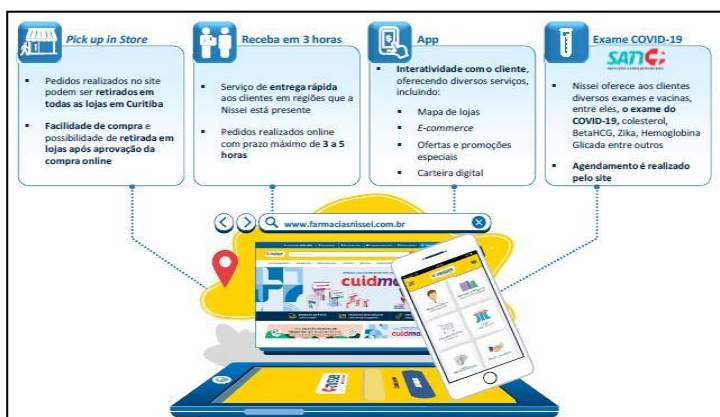 Pick up in Store
Pedidos realizados no site
podem ser retirados em
todas as lojas em Curitiba
Facilidade de compra e
possibilidade de retirada em
lojas após aprovação da
compra online
Receba em 3 horas
Serviço de entrega rápida
aos clientes em regiões que a
Nissei está presente
Pedidos realizados online
com prazo máximo de 3 a 5
horas
App
Interatividade com o cliente,
oferecendo diversos serviços,
incluindo:
Mapa de lojas
E-commerce
Ofertas e promoções
especiais
Carteira digital
Exame COVID-19
Nissei oferece aos clientes
diversos exames e vacinas,
entre eles, o exame do
COVID-19, colesterol,
BetaHCG, Zika, Hemoglobina
Glicada entre outros
Agendamento é realizado
pelo site
www.farmaciasnissei.com.br